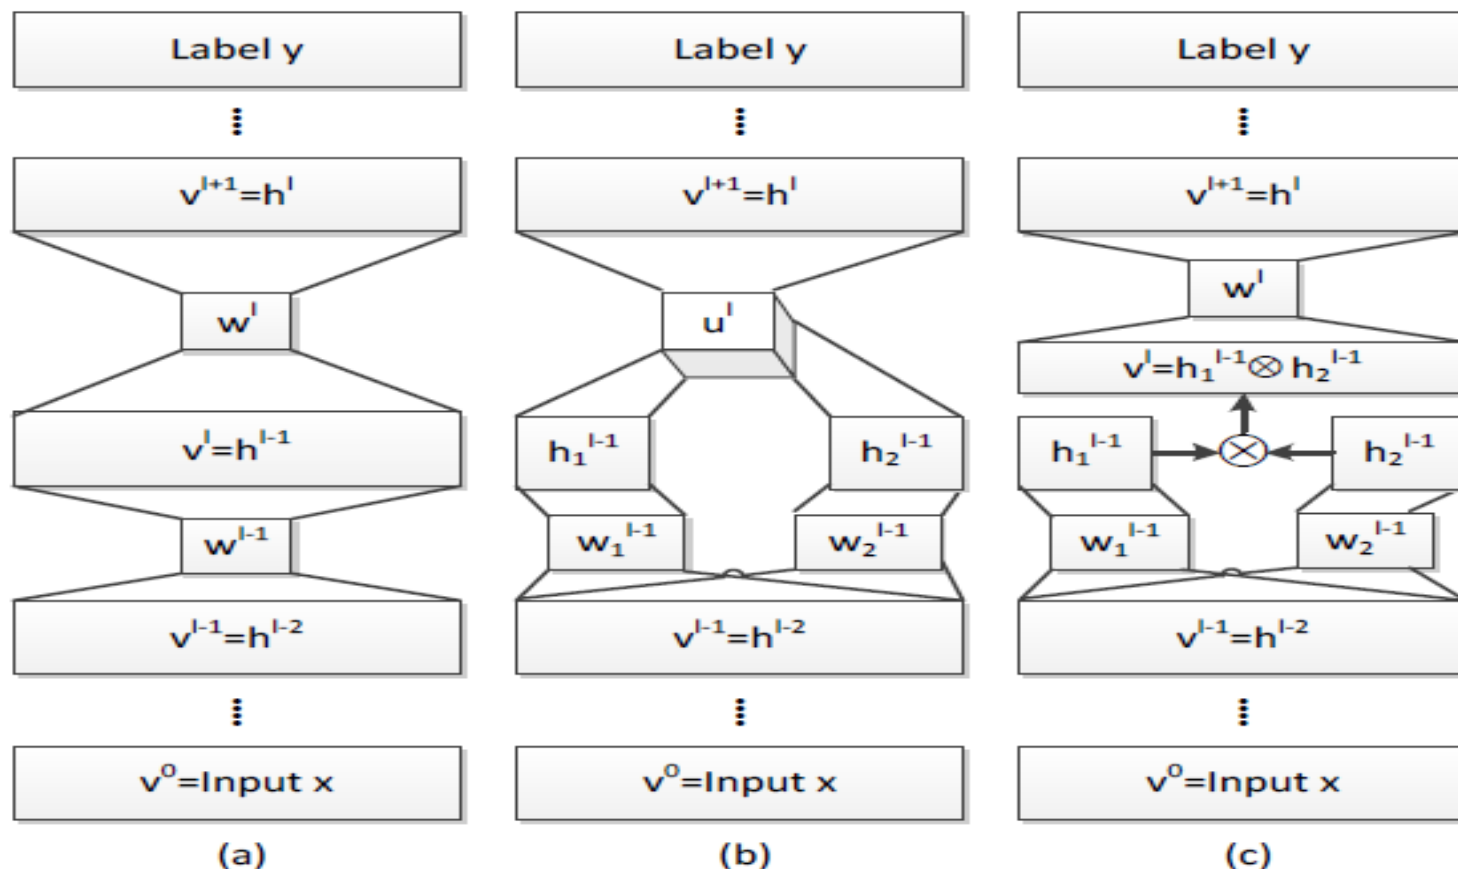 Label y
v^{l+1}=h^l
w^l
v^l=h^{l-1}
w^{l-1}
v^{l-1}=h^{l-2}
v^0=Input x
(a)
Label y
v^{l+1}=h^l
u^l
h_1^{l-1} h_2^{l-1}
w_1^{l-1} w_2^{l-1}
v^{l-1}=h^{l-2}
v^0=Input x
(b)
Label y
v^{l+1}=h^l
w^l
v^l=h_1^{l-1}⊗ h_2^{l-1}
h_1^{l-1} ⊗ h_2^{l-1}
w_1^{l-1} w_2^{l-1}
v^{l-1}=h^{l-2}
v^0=Input x
(c)